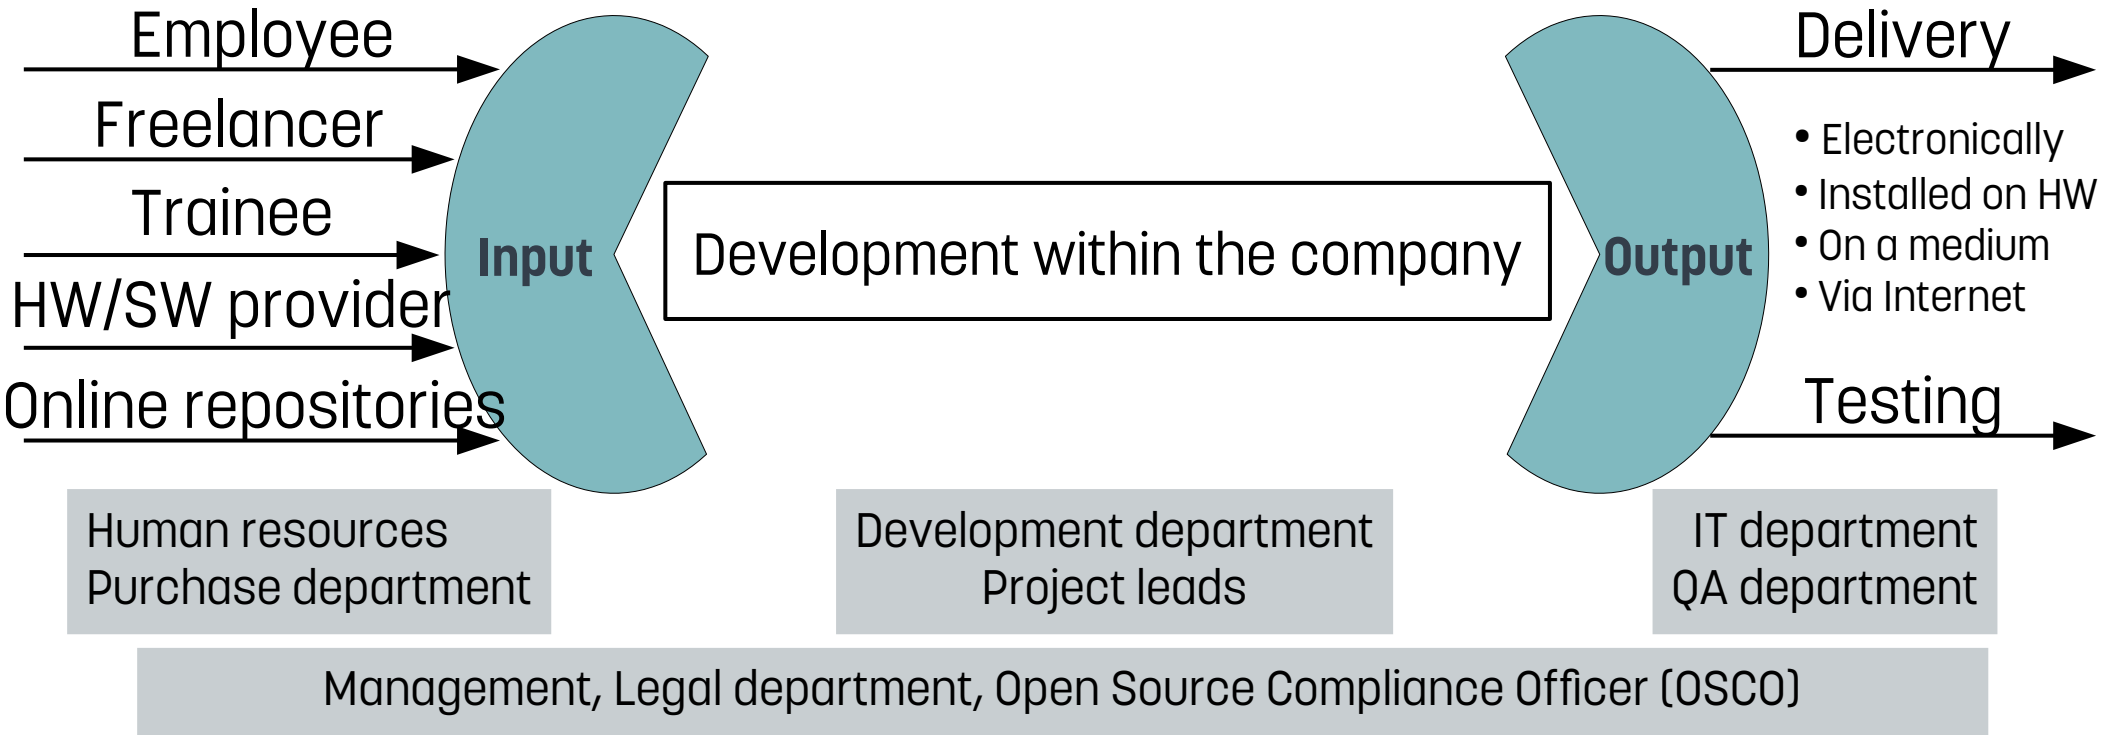 Employee
Freelancer
Trainee
HW/SW provider
Online repositories
Input
Development within the company
Output
Delivery
• Electronically
• Installed on HW
• On a medium
• Via Internet
Testing
Human resources
Purchase department
Development department
Project leads
IT department
QA department
Management, Legal department, Open Source Compliance Officer (OSCO)